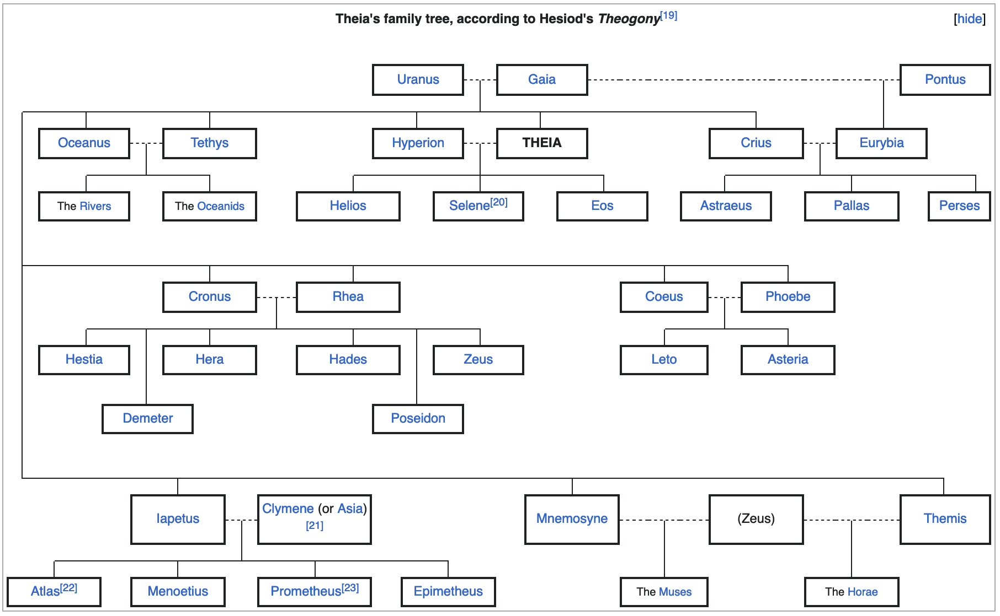 Theia's family tree, according to Hesiod's Theogony[19]
[hide]
Uranus
Gaia
Pontus
Oceanus
Tethys
Hyperion
THEIA
Crius
Eurybia
The Rivers
The Oceanids
Helios
Selene[20]
Eos
Astraeus
Pallas
Perses
Cronus
Rhea
Coeus
Phoebe
Hestia
Hera
Hades
Zeus
Leto
Asteria
Demeter
Poseidon
Iapetus
Clymene (or Asia)
[21]
Mnemosyne
(Zeus)
Themis
Atlas[22]
Menoetius
Prometheus[23]
Epimetheus
The Muses
The Horae